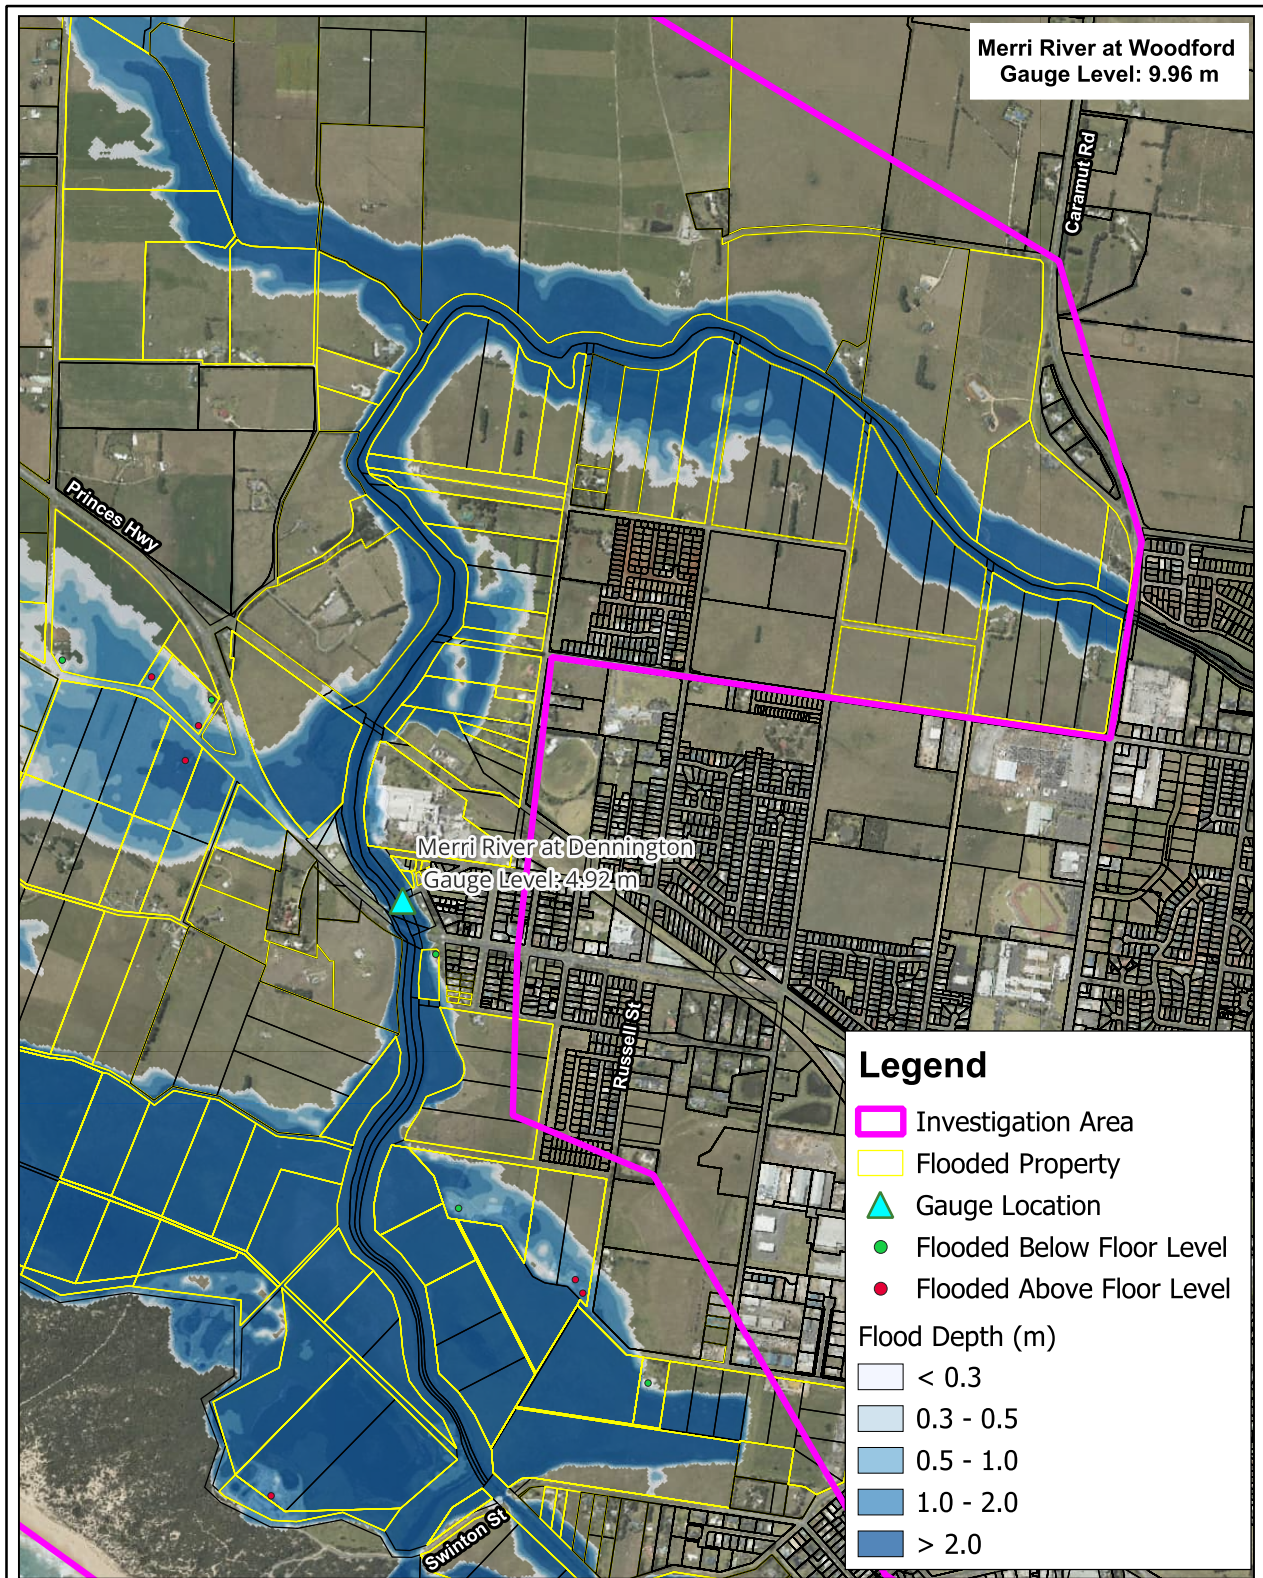 Merri River at Woodford
Gauge Level: 9.96 m
Caramut Rd
Princes Hwy
Merri River at Dennington
Gauge Level: 4.92 m
Russell St
Swinton St
Legend
Investigation Area
Flooded Property
Gauge Location
Flooded Below Floor Level
Flooded Above Floor Level
Flood Depth (m)
< 0.3
0.3 - 0.5
0.5 - 1.0
1.0 - 2.0
> 2.0